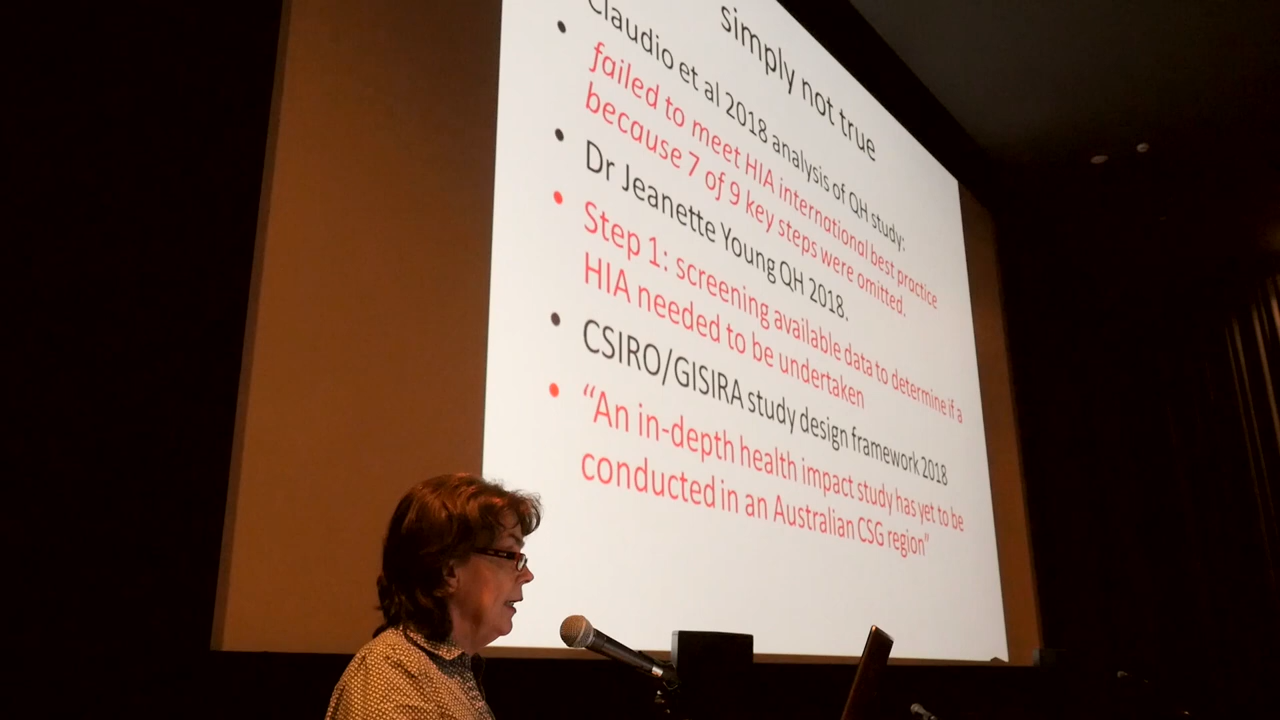 simply not true
• Claudio et al 2018 analysis of QH study:
failed to meet HIA international best practice
because 7 of 9 key steps were omitted.
• Dr Jeanette Young QH 2018.
• Step 1: screening available data to determine if a
HIA needed to be undertaken
• CSIRO/GISIRA study design framework 2018
• “An in-depth health impact study has yet to be
conducted in an Australian CSG region”